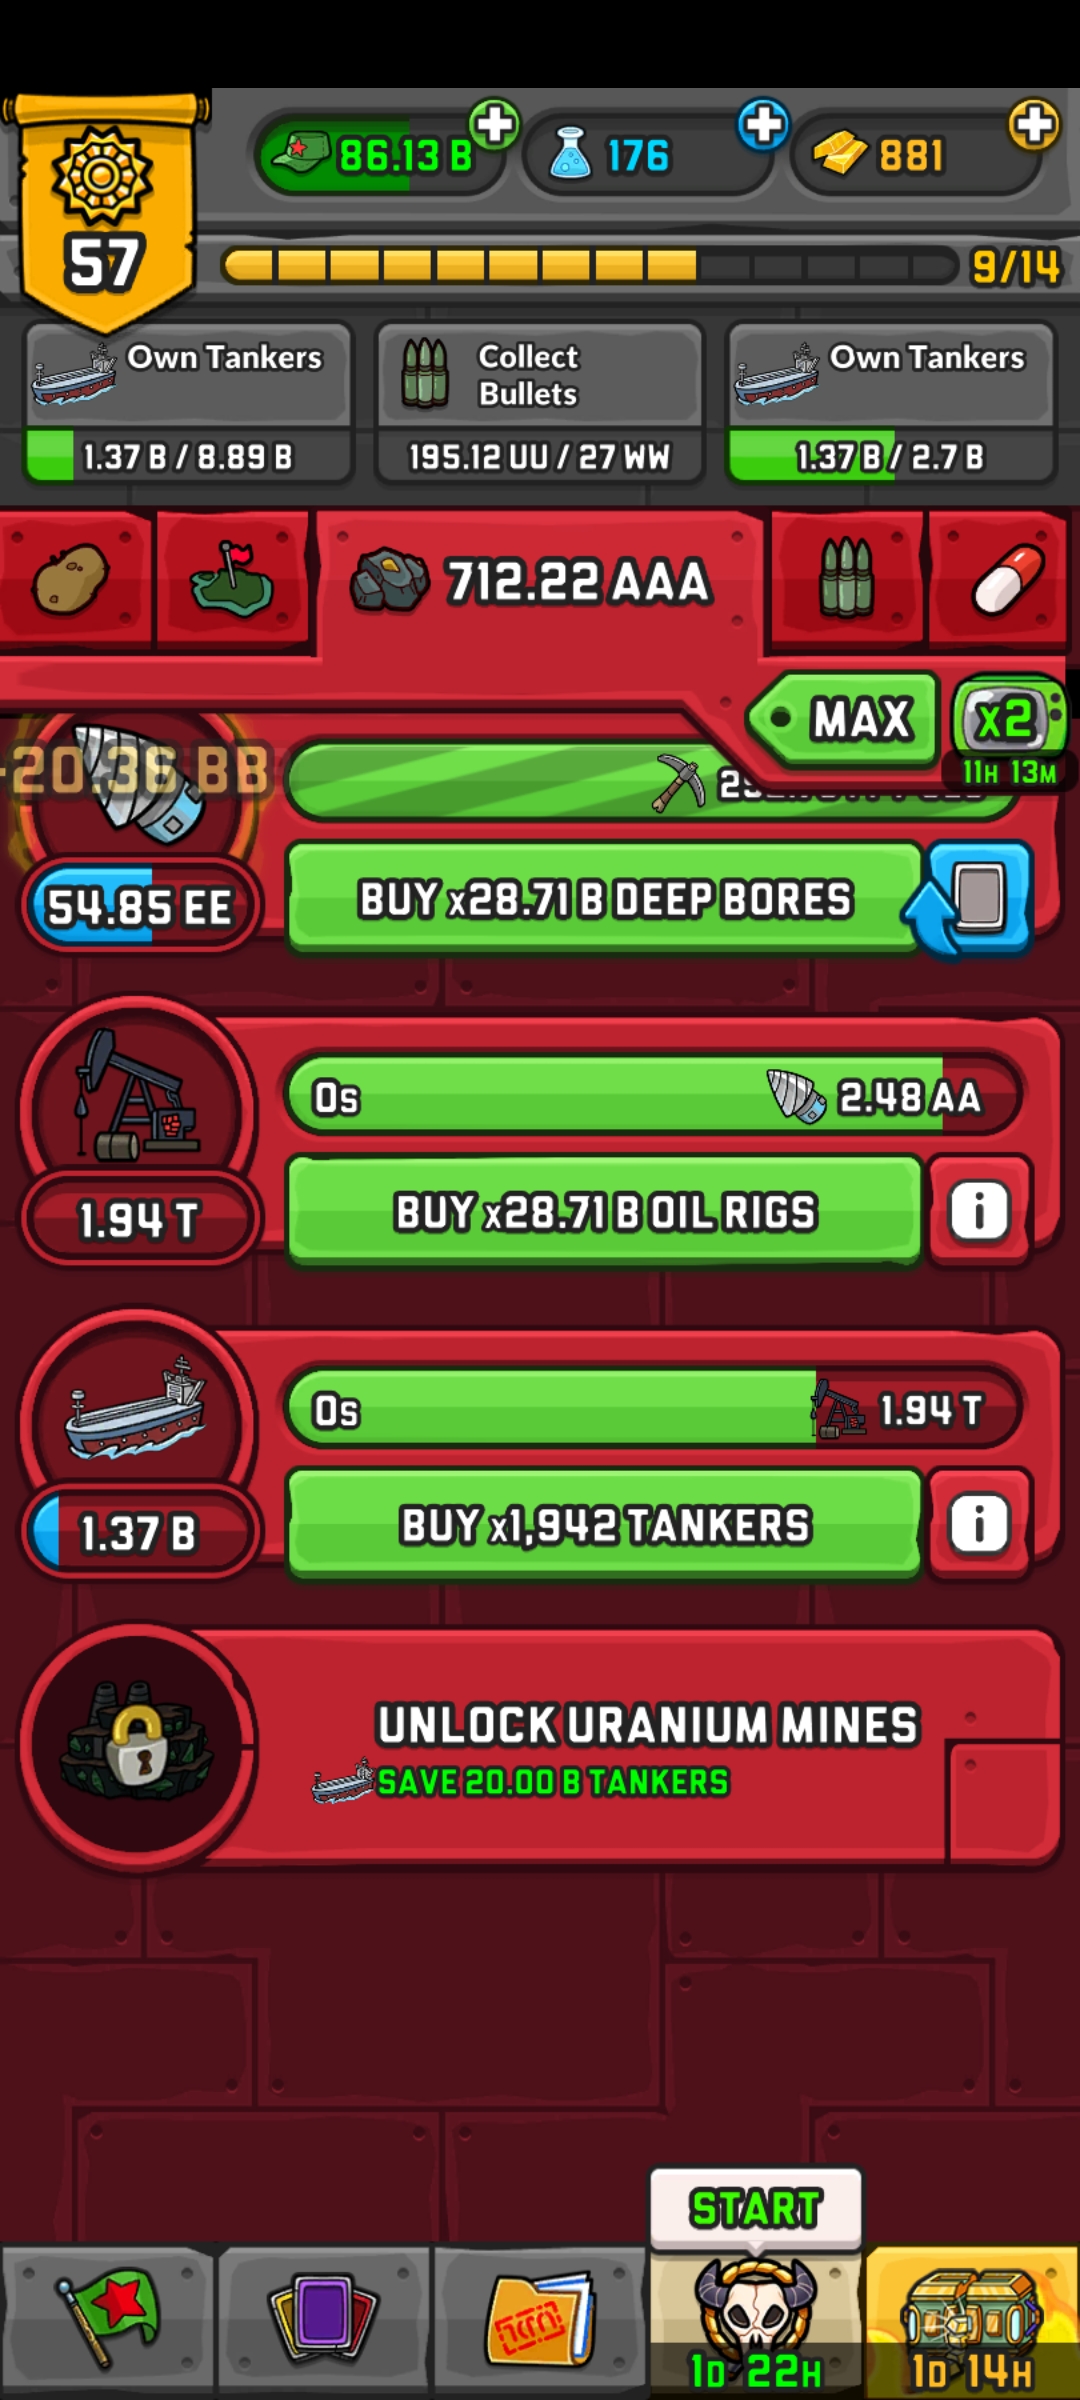 86.13 B
176
881
57
9/14
Own Tankers
1.37 B / 8.89 B
Collect
Bullets
195.12 UU / 27 WW
Own Tankers
1.37 B / 2.7 B
712.22 AAA
MAX
x2
11H 13M
-20.36 BB
54.85 EE
BUY x28.71 B DEEP BORES
0s
2.48 AA
1.94 T
BUY x28.71 B OIL RIGS
i
0s
1.94 T
1.37 B
BUY x1,942 TANKERS
i
UNLOCK URANIUM MINES
SAVE 20.00 B TANKERS
START
1D 22H
1D 14H